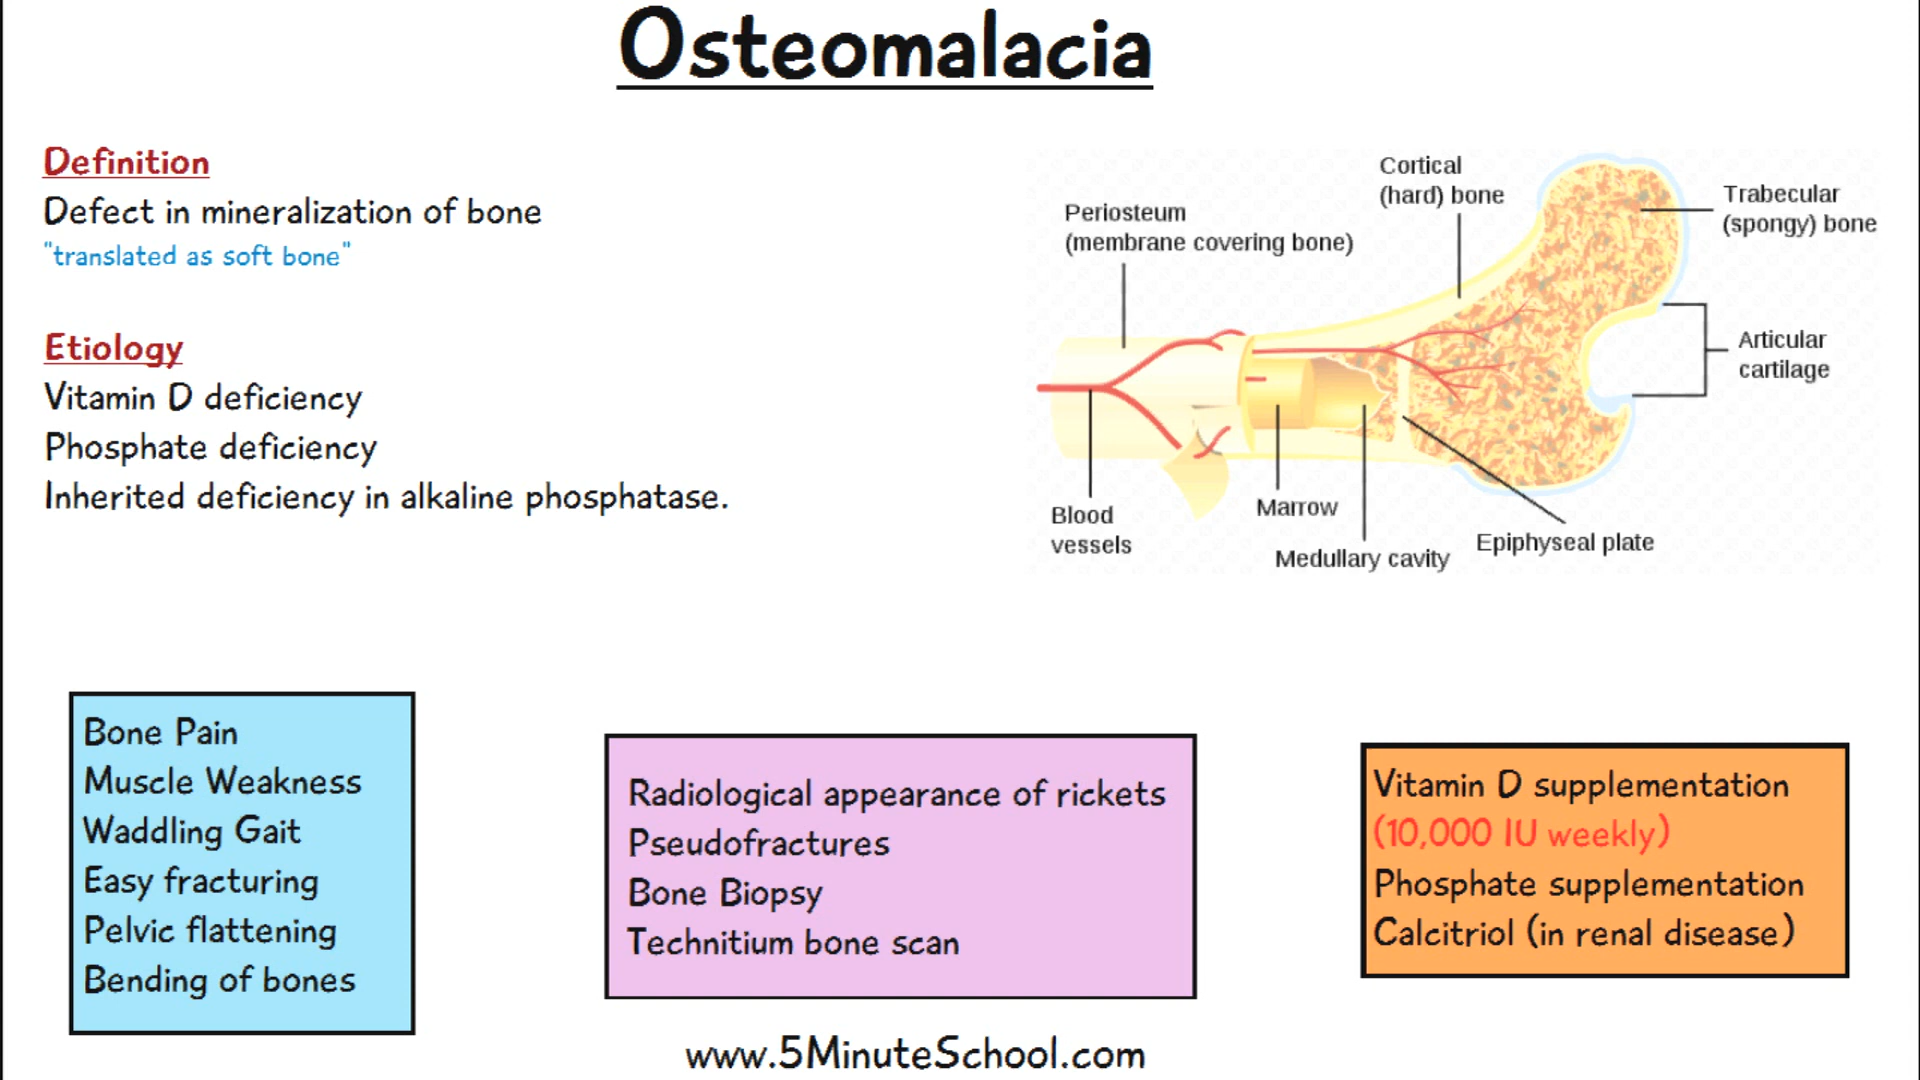 Osteomalacia
Definition
Defect in mineralization of bone
"translated as soft bone"
Etiology
Vitamin D deficiency
Phosphate deficiency
Inherited deficiency in alkaline phosphatase.
Periosteum
(membrane covering bone)
Cortical
(hard) bone
Trabecular
(spongy) bone
Articular
cartilage
Blood
vessels
Marrow
Medullary cavity
Epiphyseal plate
Bone Pain
Muscle Weakness
Waddling Gait
Easy fracturing
Pelvic flattening
Bending of bones
Radiological appearance of rickets
Pseudofractures
Bone Biopsy
Technitium bone scan
Vitamin D supplementation
(10,000 IU weekly)
Phosphate supplementation
Calcitriol (in renal disease)
www.5MinuteSchool.com